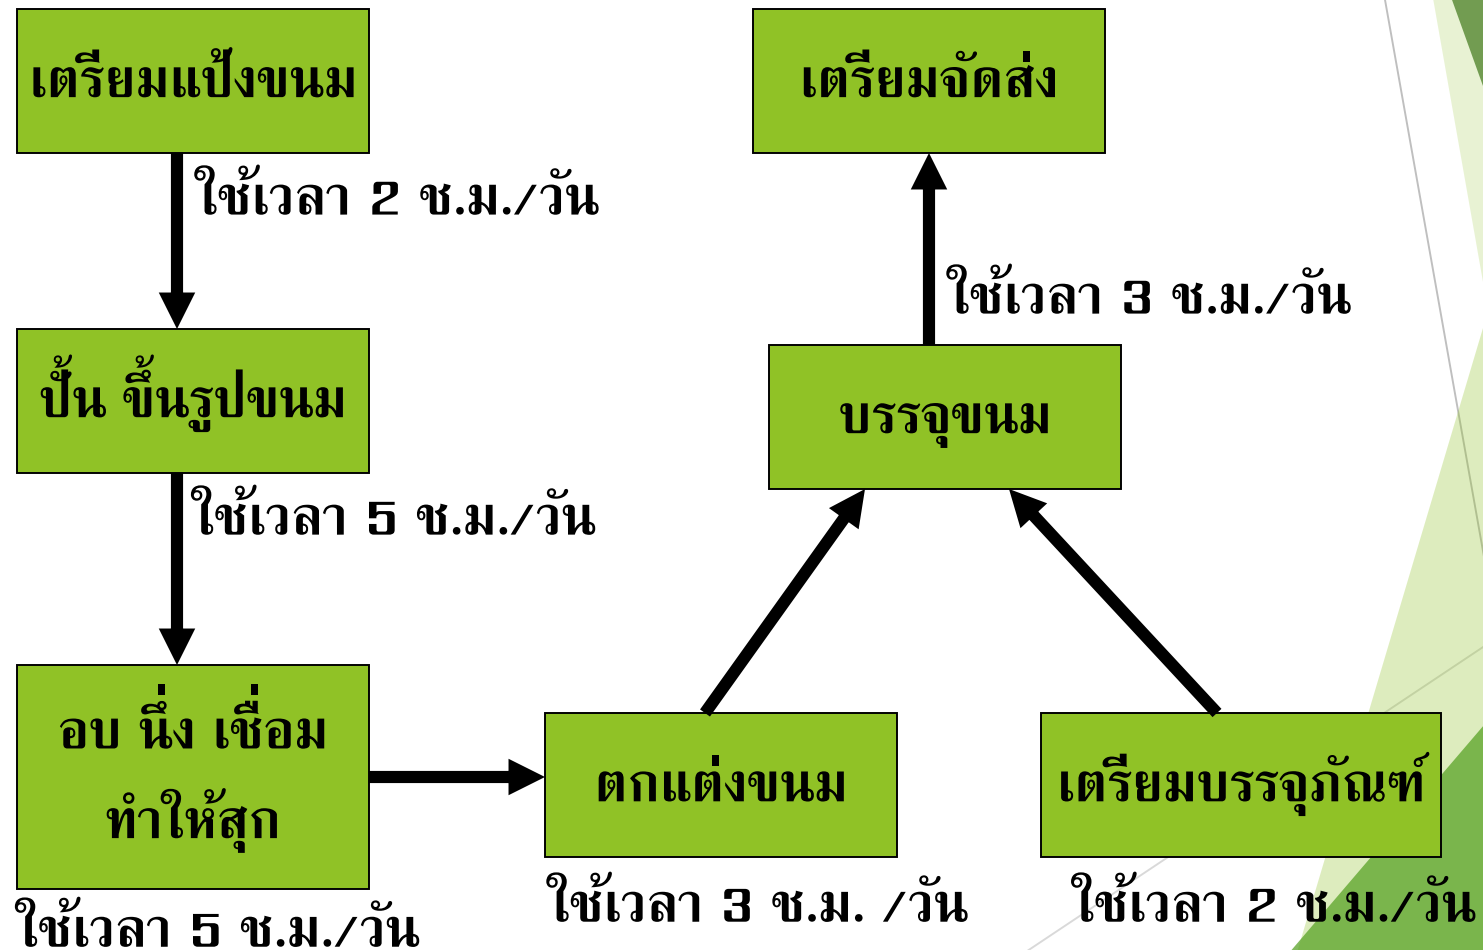 เตรียมแป้งขนม
ใช้เวลา 2 ช.ม./วัน
ปั้น ขึ้นรูปขนม
ใช้เวลา 5 ช.ม./วัน
อบ นึ่ง เชื่อม
ทำให้สุก
ใช้เวลา 5 ช.ม./วัน
ตกแต่งขนม
ใช้เวลา 3 ช.ม. /วัน
เตรียมบรรจุภัณฑ์
ใช้เวลา 2 ช.ม./วัน
บรรจุขนม
ใช้เวลา 3 ช.ม./วัน
เตรียมจัดส่ง